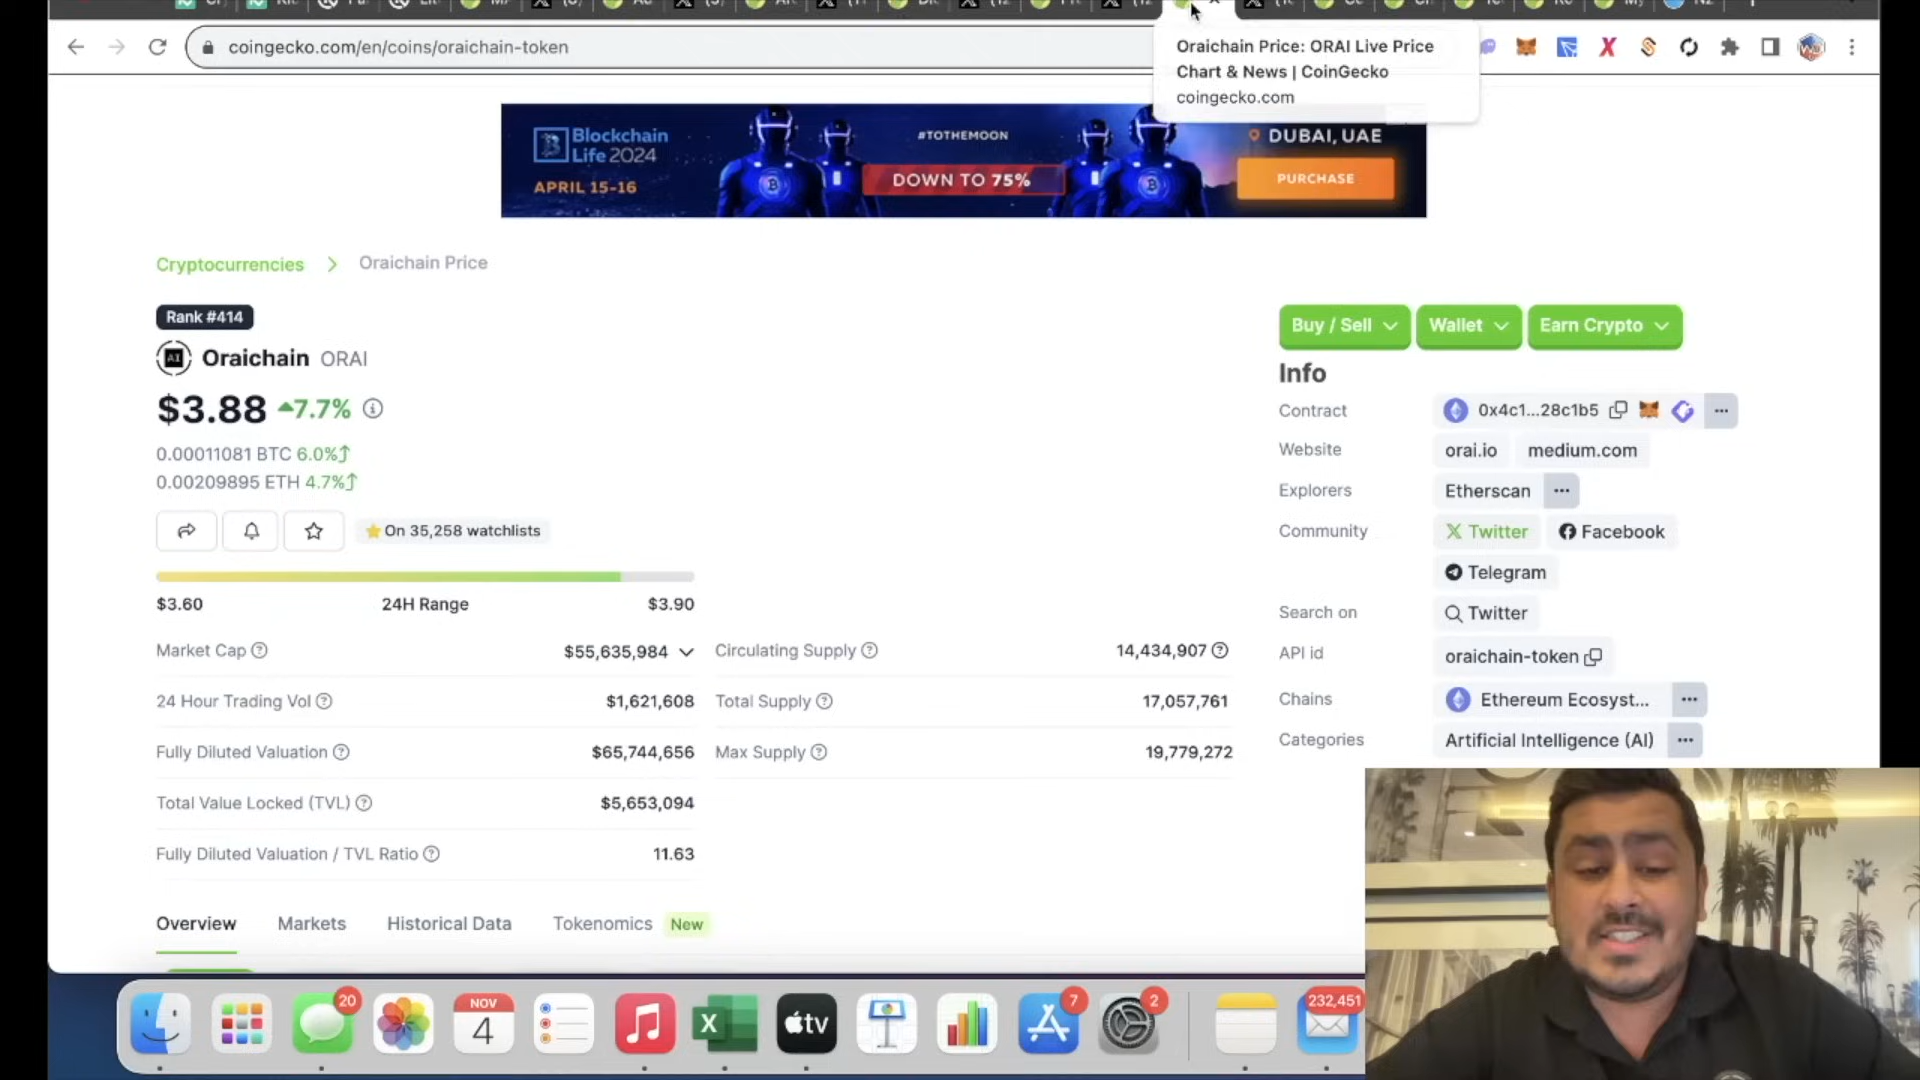 coingecko.com/en/coins/oraichain-token
Oraichain Price: ORAI Live Price
Chart & News | CoinGecko
coingecko.com
Blockchain
Life 2024
APRIL 15-16
#TOTHEMOON
DOWN TO 75%
DUBAI, UAE
PURCHASE
Cryptocurrencies
Oraichain Price
Rank #414
AI
Oraichain ORAI
$3.88 7.7%
0.00011081 BTC 6.0%
0.00209895 ETH 4.7%
On 35,258 watchlists
$3.60 24H Range $3.90
Market Cap $55,635,984
24 Hour Trading Vol $1,621,608
Fully Diluted Valuation $65,744,656
Total Value Locked (TVL) $5,653,094
Fully Diluted Valuation / TVL Ratio 11.63
Circulating Supply 14,434,907
Total Supply 17,057,761
Max Supply 19,779,272
Buy / Sell Wallet Earn Crypto
Info
Contract 0x4c1...28c1b5
Website orai.io medium.com
Explorers Etherscan
Community Twitter Facebook
Telegram
Search on Twitter
API id oraichain-token
Chains Ethereum Ecosyst...
Categories Artificial Intelligence (AI)
Overview Markets Historical Data Tokenomics New
20
NOV
4
X
tv
7
2
232,451